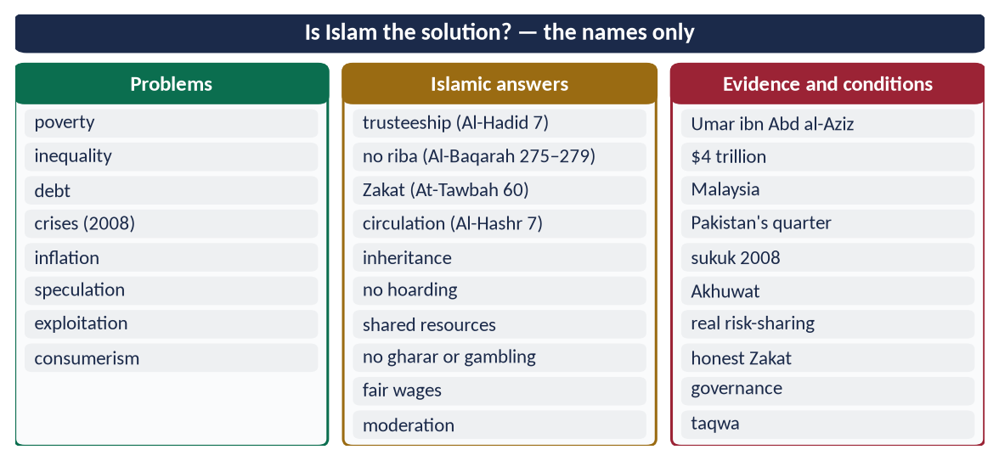 Is Islam the solution? — the names only
Problems
poverty
inequality
debt
crises (2008)
inflation
speculation
exploitation
consumerism
Islamic answers
trusteeship (Al-Hadid 7)
no riba (Al-Baqarah 275–279)
Zakat (At-Tawbah 60)
circulation (Al-Hashr 7)
inheritance
no hoarding
shared resources
no gharar or gambling
fair wages
moderation
Evidence and conditions
Umar ibn Abd al-Aziz
$4 trillion
Malaysia
Pakistan's quarter
sukuk 2008
Akhuwat
real risk-sharing
honest Zakat
governance
taqwa